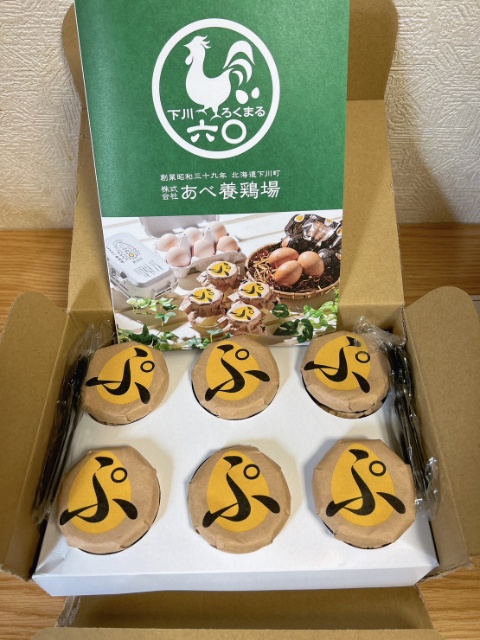 下川
ろくまる
六〇
創業昭和三十九年 北海道下川町
株式会社 あべ養鶏場
ぷ
ぷ
ぷ
ぷ
ぷ
ぷ